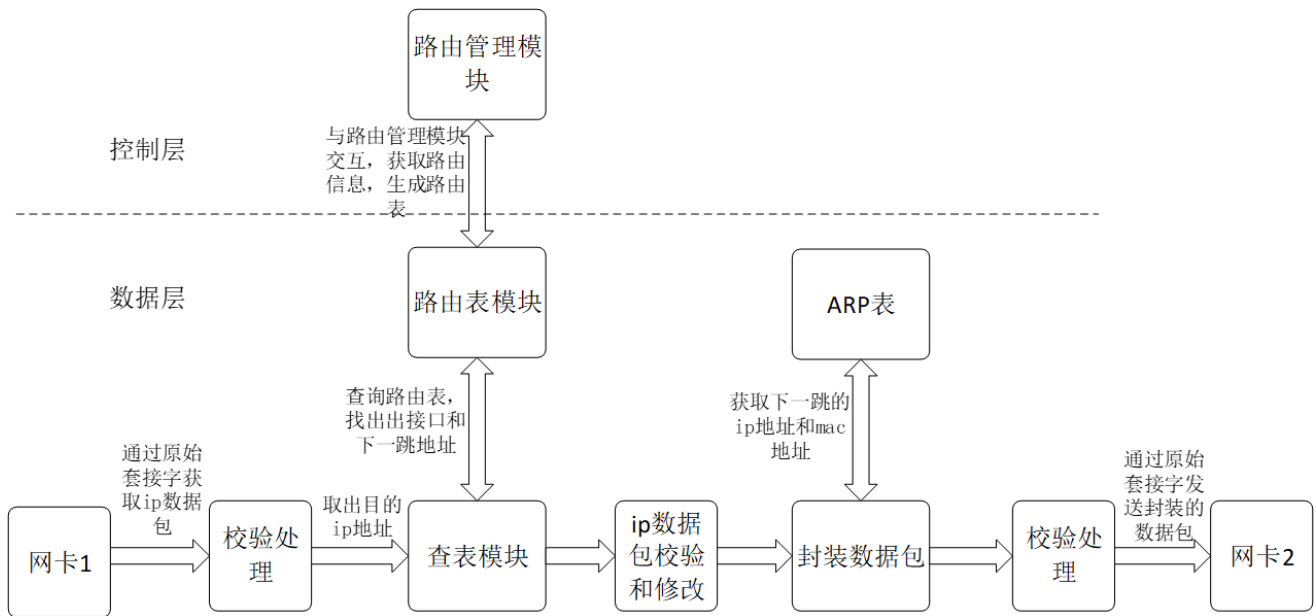 路由管理模
块
控制层
与路由管理模块
交互，获取路由
信息，生成路由
表
数据层
路由表模块
ARP表
查询路由表，
找出出接口和
下一跳地址
获取下一跳的
ip地址和mac
地址
通过原始
套接字获
取ip数据
包
取出目的
ip地址
通过原始
套接字发
送封装的
数据包
网卡1
校验处
理
查表模块
ip数据
包校验
和修改
封装数据包
校验处
理
网卡2